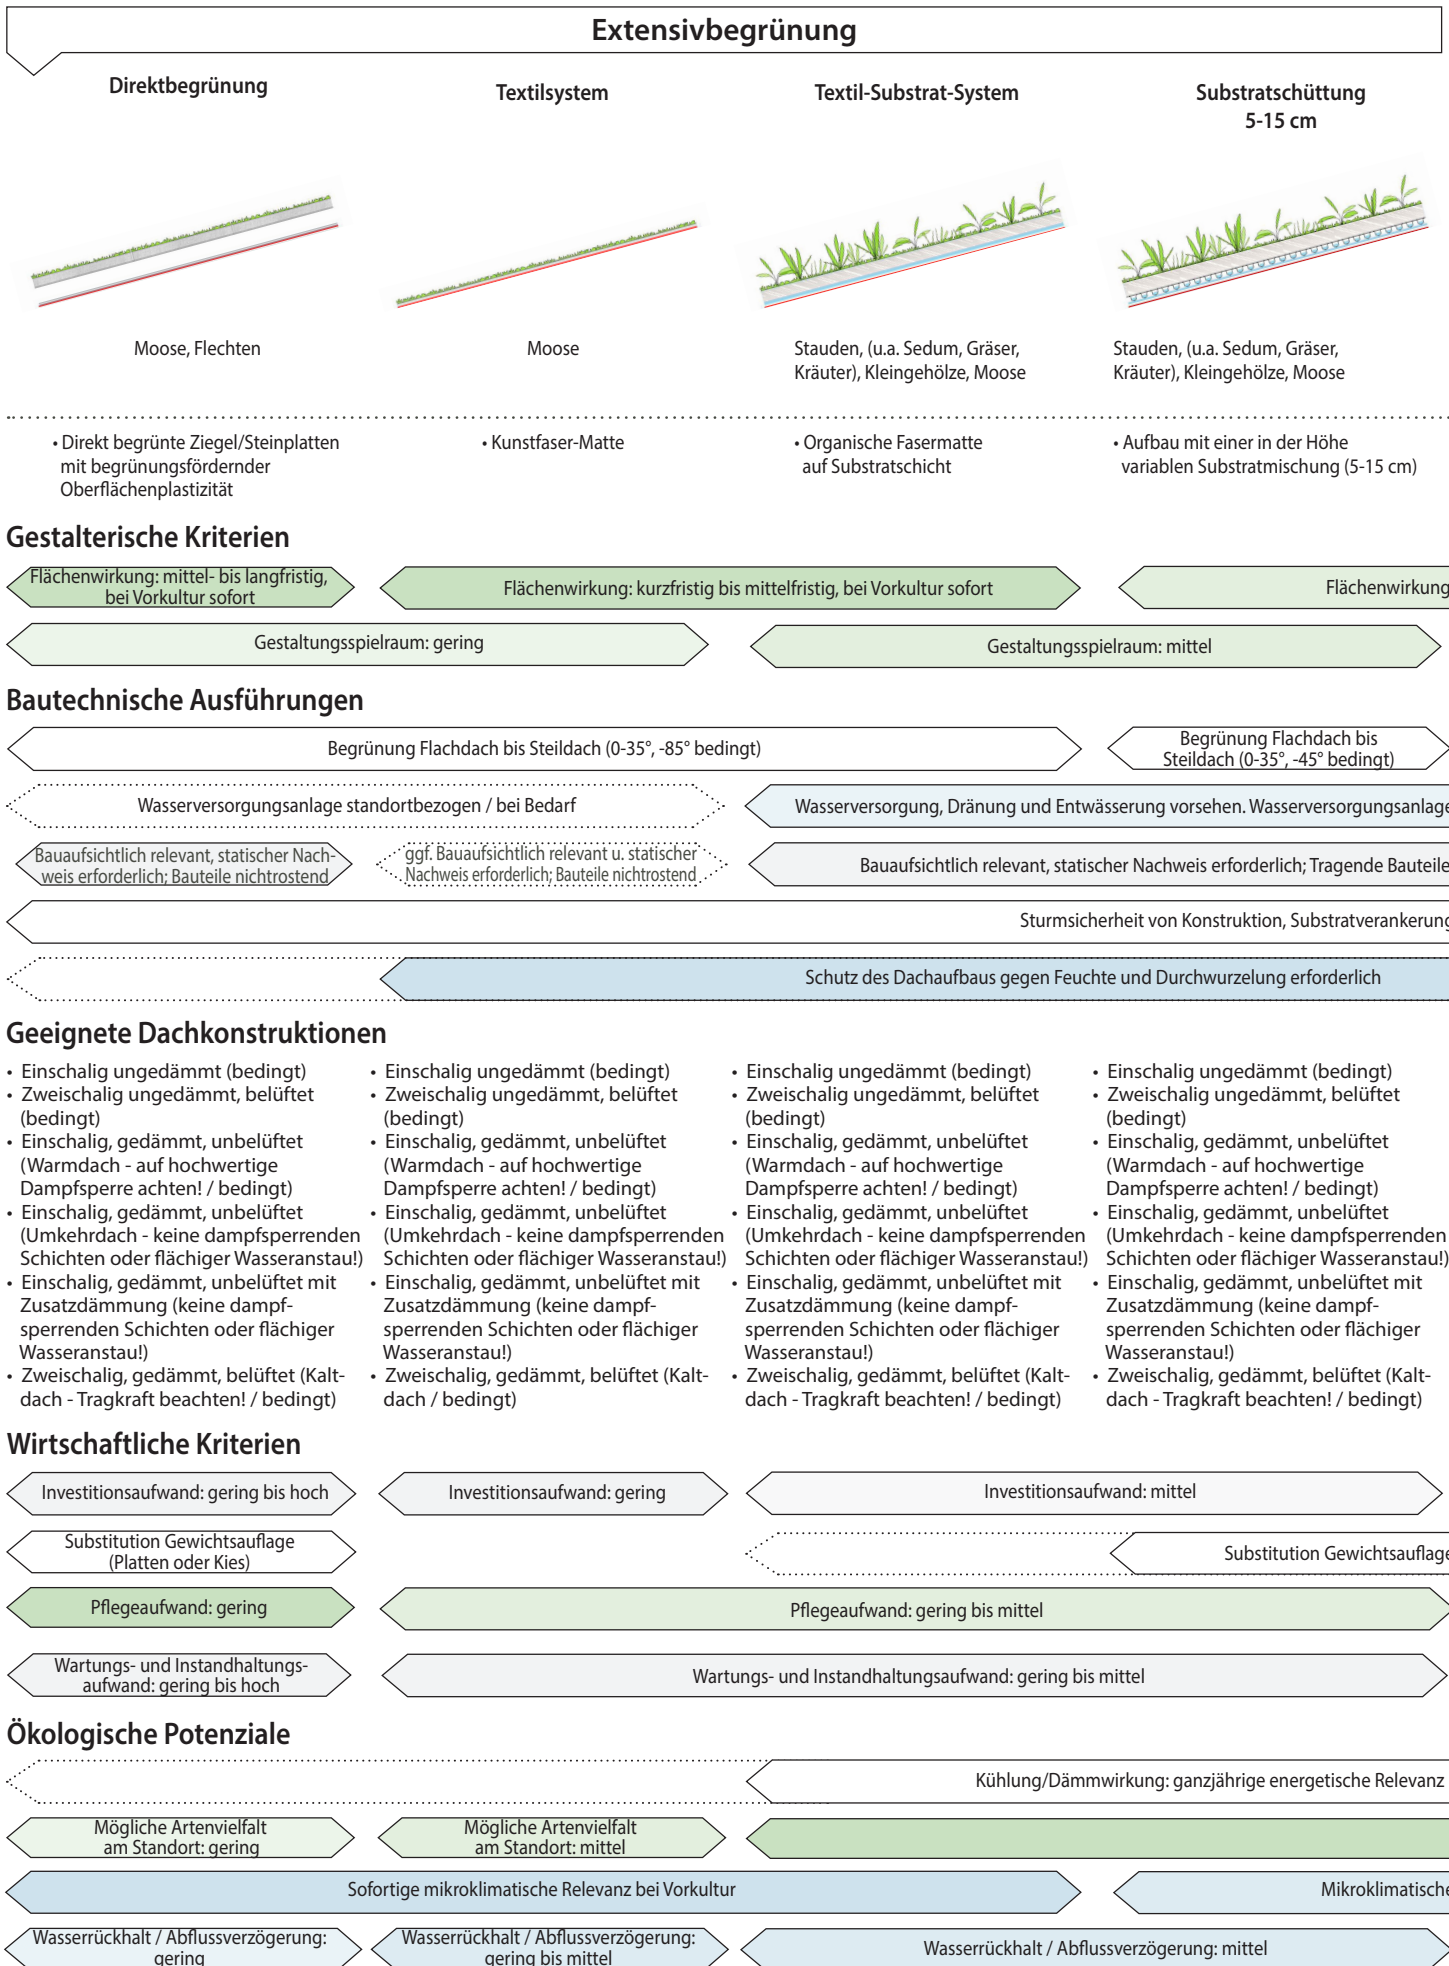 Extensivbegrünung
Direktbegrünung
Textilsystem
Textil-Substrat-System
Substratschüttung
5-15 cm
Moose, Flechten
Moose
Stauden, (u.a. Sedum, Gräser,
Kräuter), Kleingehölze, Moose
Stauden, (u.a. Sedum, Gräser,
Kräuter), Kleingehölze, Moose
• Direkt begrünte Ziegel/Steinplatten
mit begrünungsfördernder
Oberflächenplastizität
• Kunstfaser-Matte
• Organische Fasermatte
auf Substratschicht
• Aufbau mit einer in der Höhe
variablen Substratmischung (5-15 cm)
Gestalterische Kriterien
Flächenwirkung: mittel- bis langfristig,
bei Vorkultur sofort
Flächenwirkung: kurzfristig bis mittelfristig, bei Vorkultur sofort
Flächenwirkung
Gestaltungsspielraum: gering
Gestaltungsspielraum: mittel
Bautechnische Ausführungen
Begrünung Flachdach bis Steildach (0-35°, -85° bedingt)
Begrünung Flachdach bis
Steildach (0-35°, -45° bedingt)
Wasserversorgungsanlage standortbezogen / bei Bedarf
Wasserversorgung, Dränung und Entwässerung vorsehen. Wasserversorgungsanlage
Bauaufsichtlich relevant, statischer Nach-
weis erforderlich; Bauteile nichtrostend
ggf. Bauaufsichtlich relevant u. statischer
Nachweis erforderlich; Bauteile nichtrostend
Bauaufsichtlich relevant, statischer Nachweis erforderlich; Tragende Bauteile
Sturmsicherheit von Konstruktion, Substratverankerung
Schutz des Dachaufbaus gegen Feuchte und Durchwurzelung erforderlich
Geeignete Dachkonstruktionen
• Einschalig ungedämmt (bedingt)
• Zweischalig ungedämmt, belüftet
(bedingt)
• Einschalig, gedämmt, unbelüftet
(Warmdach - auf hochwertige
Dampfsperre achten! / bedingt)
• Einschalig, gedämmt, unbelüftet
(Umkehrdach - keine dampfsperrenden
Schichten oder flächiger Wasseranstau!)
• Einschalig, gedämmt, unbelüftet mit
Zusatzdämmung (keine dampf-
sperrenden Schichten oder flächiger
Wasseranstau!)
• Zweischalig, gedämmt, belüftet (Kalt-
dach - Tragkraft beachten! / bedingt)
• Einschalig ungedämmt (bedingt)
• Zweischalig ungedämmt, belüftet
(bedingt)
• Einschalig, gedämmt, unbelüftet
(Warmdach - auf hochwertige
Dampfsperre achten! / bedingt)
• Einschalig, gedämmt, unbelüftet
(Umkehrdach - keine dampfsperrenden
Schichten oder flächiger Wasseranstau!)
• Einschalig, gedämmt, unbelüftet mit
Zusatzdämmung (keine dampf-
sperrenden Schichten oder flächiger
Wasseranstau!)
• Zweischalig, gedämmt, belüftet (Kalt-
dach / bedingt)
• Einschalig ungedämmt (bedingt)
• Zweischalig ungedämmt, belüftet
(bedingt)
• Einschalig, gedämmt, unbelüftet
(Warmdach - auf hochwertige
Dampfsperre achten! / bedingt)
• Einschalig, gedämmt, unbelüftet
(Umkehrdach - keine dampfsperrenden
Schichten oder flächiger Wasseranstau!)
• Einschalig, gedämmt, unbelüftet mit
Zusatzdämmung (keine dampf-
sperrenden Schichten oder flächiger
Wasseranstau!)
• Zweischalig, gedämmt, belüftet (Kalt-
dach - Tragkraft beachten! / bedingt)
• Einschalig ungedämmt (bedingt)
• Zweischalig ungedämmt, belüftet
(bedingt)
• Einschalig, gedämmt, unbelüftet
(Warmdach - auf hochwertige
Dampfsperre achten! / bedingt)
• Einschalig, gedämmt, unbelüftet
(Umkehrdach - keine dampfsperrenden
Schichten oder flächiger Wasseranstau!)
• Einschalig, gedämmt, unbelüftet mit
Zusatzdämmung (keine dampf-
sperrenden Schichten oder flächiger
Wasseranstau!)
• Zweischalig, gedämmt, belüftet (Kalt-
dach - Tragkraft beachten! / bedingt)
Wirtschaftliche Kriterien
Investitionsaufwand: gering bis hoch
Investitionsaufwand: gering
Investitionsaufwand: mittel
Substitution Gewichtsauflage
(Platten oder Kies)
Substitution Gewichtsauflage
Pflegeaufwand: gering
Pflegeaufwand: gering bis mittel
Wartungs- und Instandhaltungs-
aufwand: gering bis hoch
Wartungs- und Instandhaltungsaufwand: gering bis mittel
Ökologische Potenziale
Kühlung/Dämmwirkung: ganzjährige energetische Relevanz
Mögliche Artenvielfalt
am Standort: gering
Mögliche Artenvielfalt
am Standort: mittel
Sofortige mikroklimatische Relevanz bei Vorkultur
Mikroklimatische
Wasserrückhalt / Abflussverzögerung:
gering
Wasserrückhalt / Abflussverzögerung:
gering bis mittel
Wasserrückhalt / Abflussverzögerung: mittel